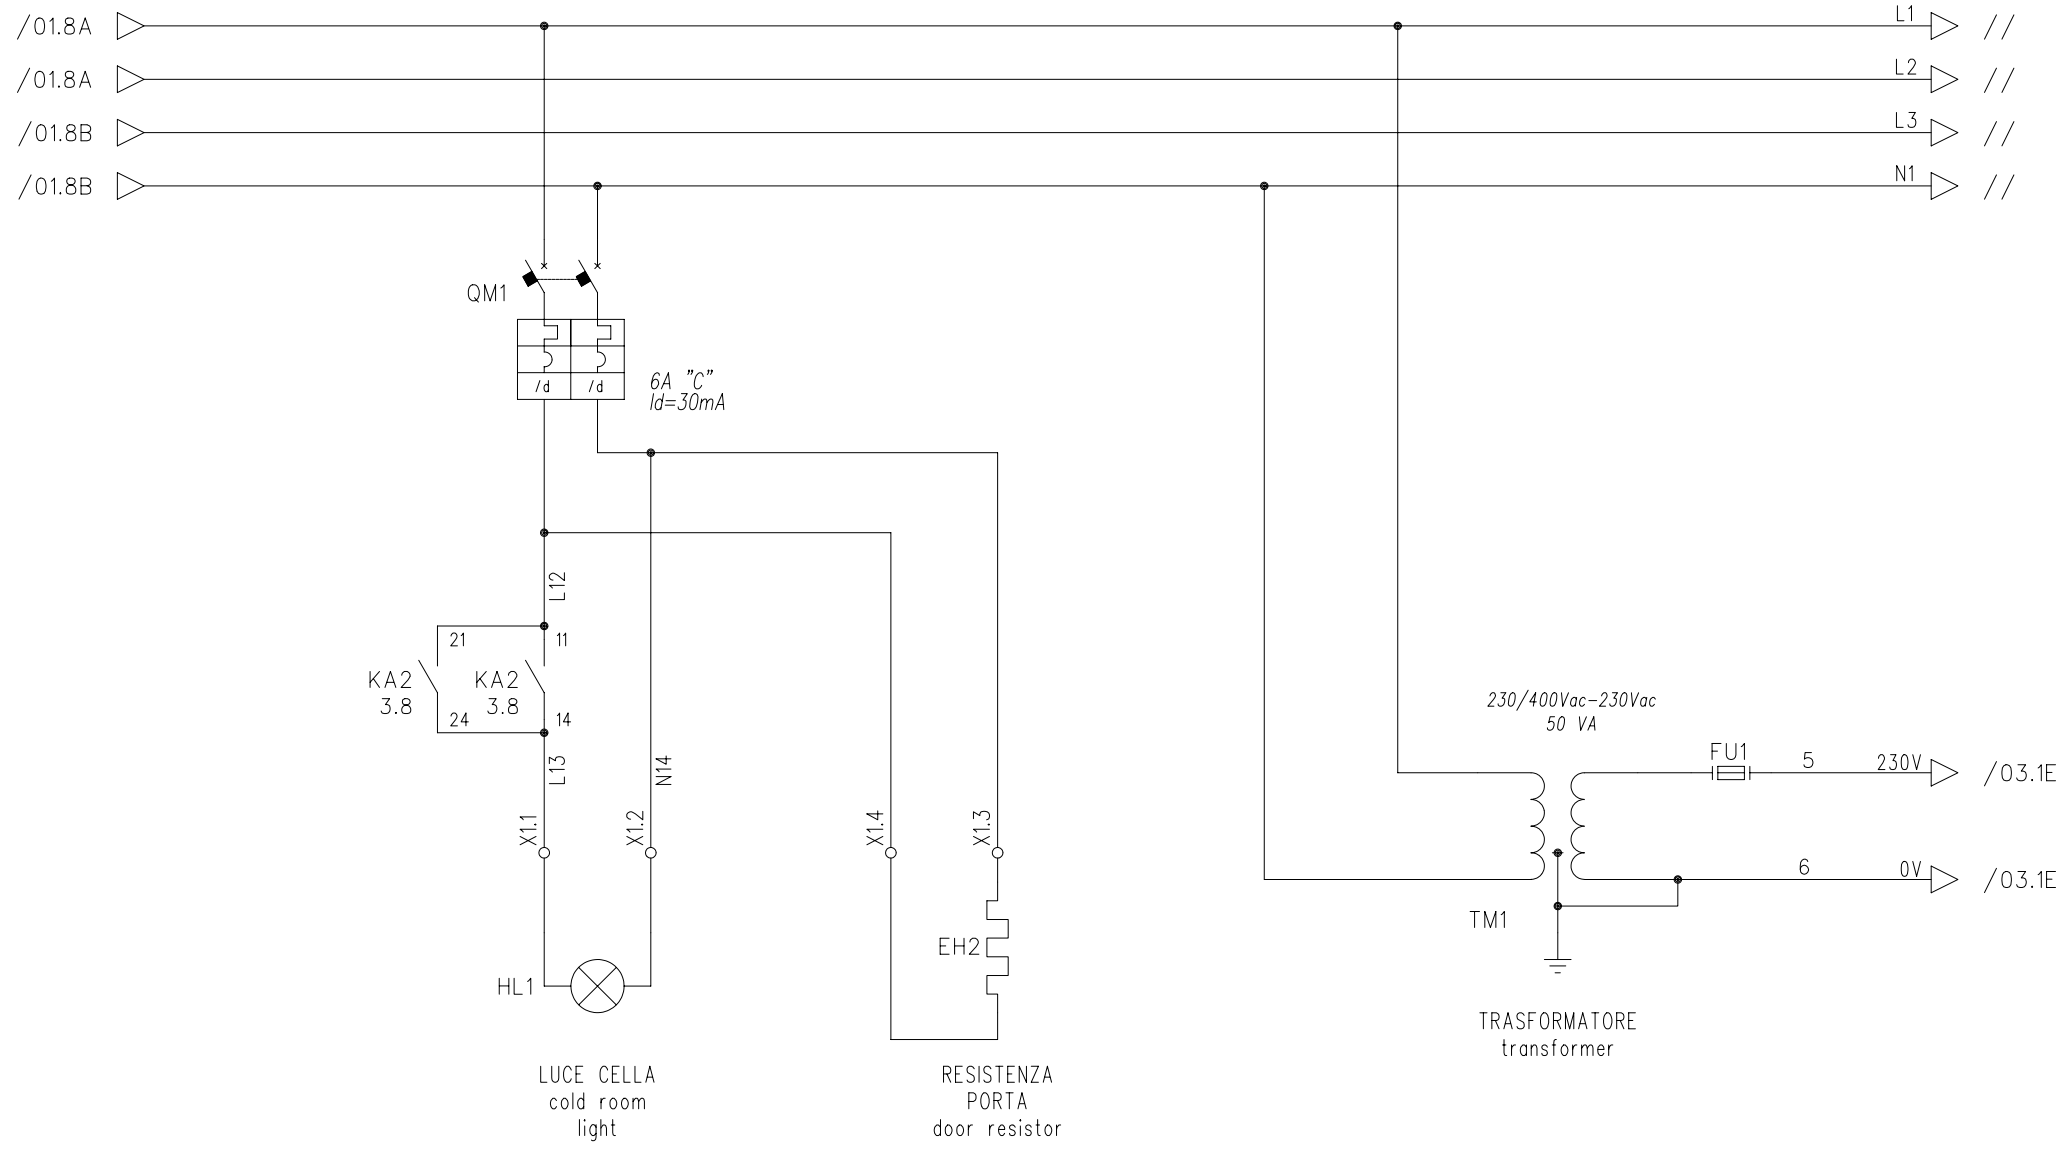 /01.8A
L1
//
/01.8A
L2
//
/01.8B
L3
//
/01.8B
N1
//
QM1
/d
/d
6A "C"
Id=30mA
L12
21
11
KA2
3.8
KA2
3.8
24
14
L13
N14
X1.1
X1.2
X1.4
X1.3
230/400Vac-230Vac
50 VA
FU1
5
230V
/03.1E
6
0V
/03.1E
TM1
EH2
HL1
TRASFORMATORE
transformer
LUCE CELLA
cold room
light
RESISTENZA
PORTA
door resistor